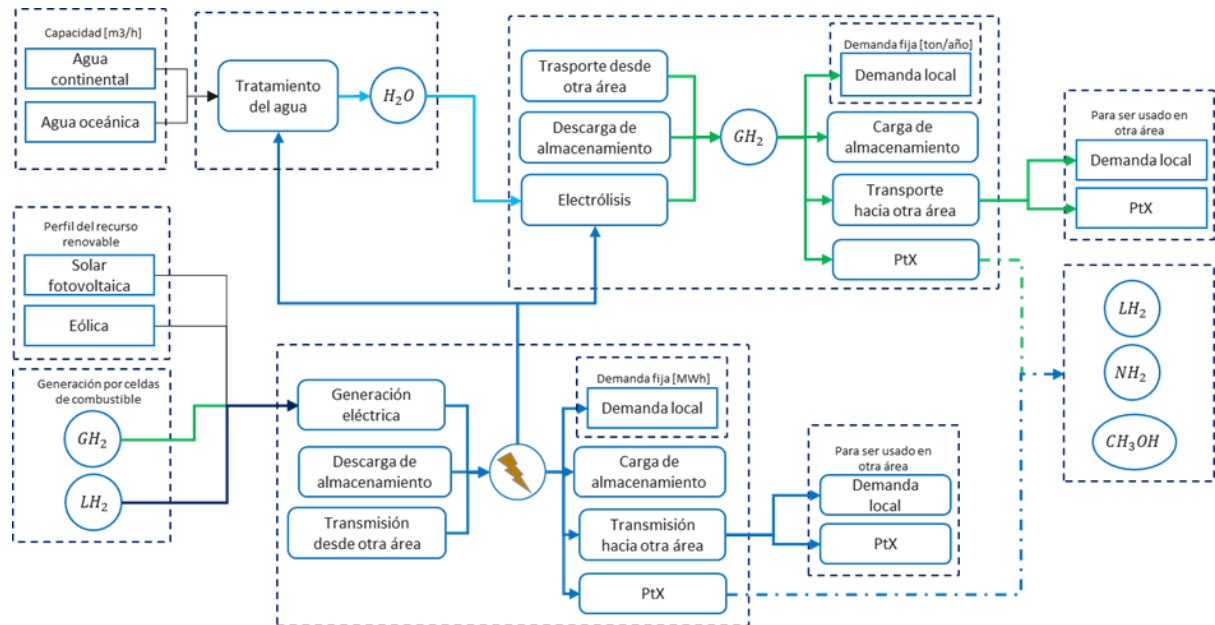 Capacidad [m3/h]
Agua
continental
Agua oceánica
Tratamiento
del agua
H₂O
Trasporte desde
otra área
Descarga de
almacenamiento
Electrólisis
GH₂
Demanda fija [ton/año]
Demanda local
Carga de
almacenamiento
Transporte
hacia otra área
PtX
Para ser usado en
otra área
Demanda local
PtX
Perfil del recurso
renovable
Solar
fotovoltaica
Eólica
Generación por celdas
de combustible
GH₂
LH₂
Generación
eléctrica
Descarga de
almacenamiento
Transmisión
desde otra área
Demanda fija [MWh]
Demanda local
Carga de
almacenamiento
Transmisión
hacia otra área
PtX
Para ser usado en
otra área
Demanda
local
PtX
LH₂
NH₂
CH₃OH